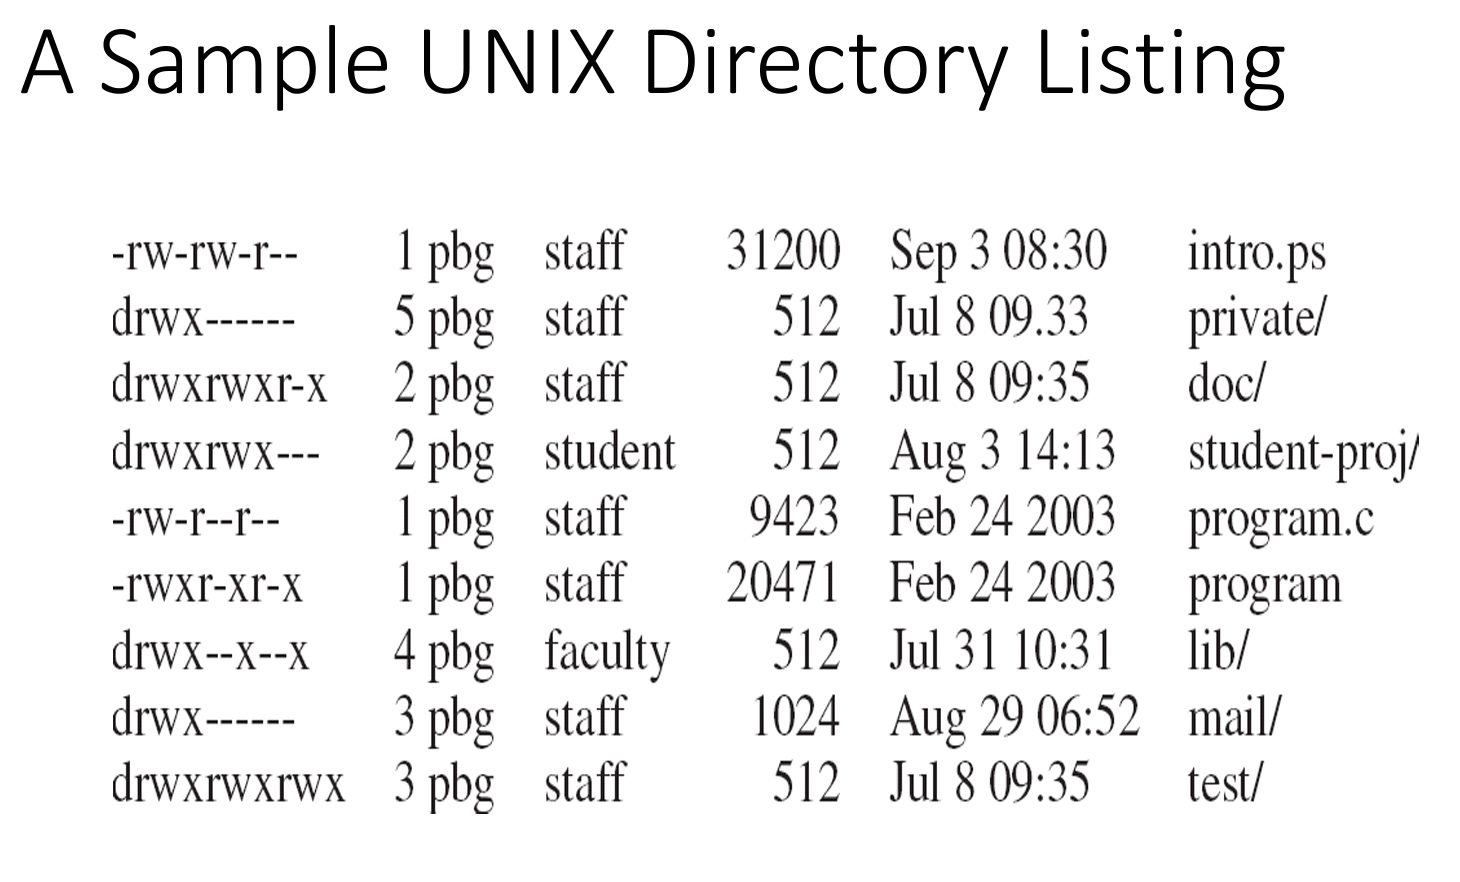 A Sample UNIX Directory Listing
-rw-rw-r-- 1 pbg staff 31200 Sep 3 08:30 intro.ps
drwx------ 5 pbg staff 512 Jul 8 09.33 private/
drwxrwxr-x 2 pbg staff 512 Jul 8 09:35 doc/
drwxrwx--- 2 pbg student 512 Aug 3 14:13 student-proj/
-rw-r--r-- 1 pbg staff 9423 Feb 24 2003 program.c
-rwxr-xr-x 1 pbg staff 20471 Feb 24 2003 program
drwx--x--x 4 pbg faculty 512 Jul 31 10:31 lib/
drwx------ 3 pbg staff 1024 Aug 29 06:52 mail/
drwxrwxrwx 3 pbg staff 512 Jul 8 09:35 test/